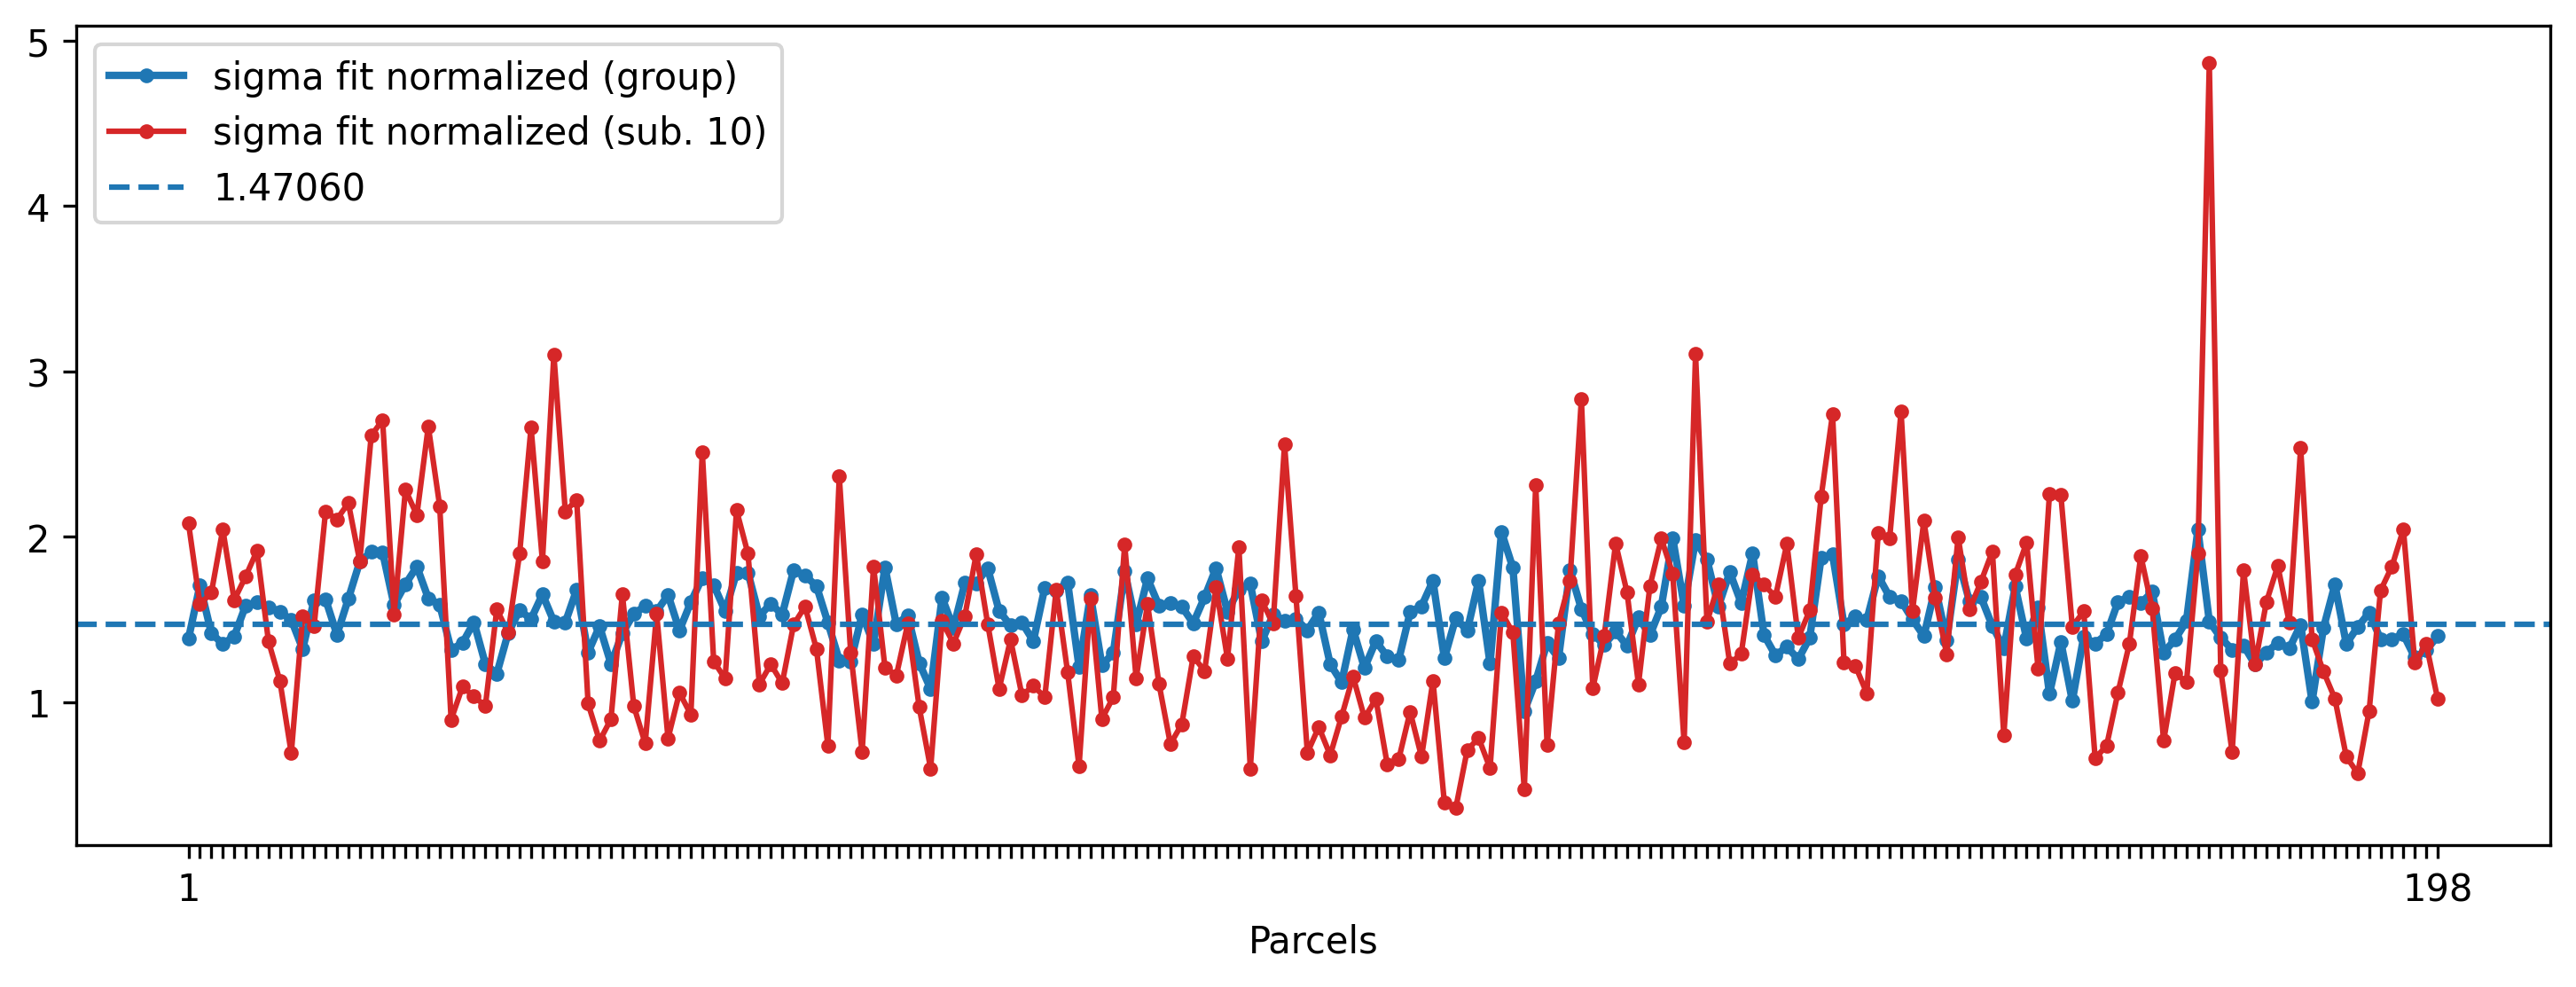 5
4
3
2
1
sigma fit normalized (group)
sigma fit normalized (sub. 10)
1.47060
1
198
Parcels